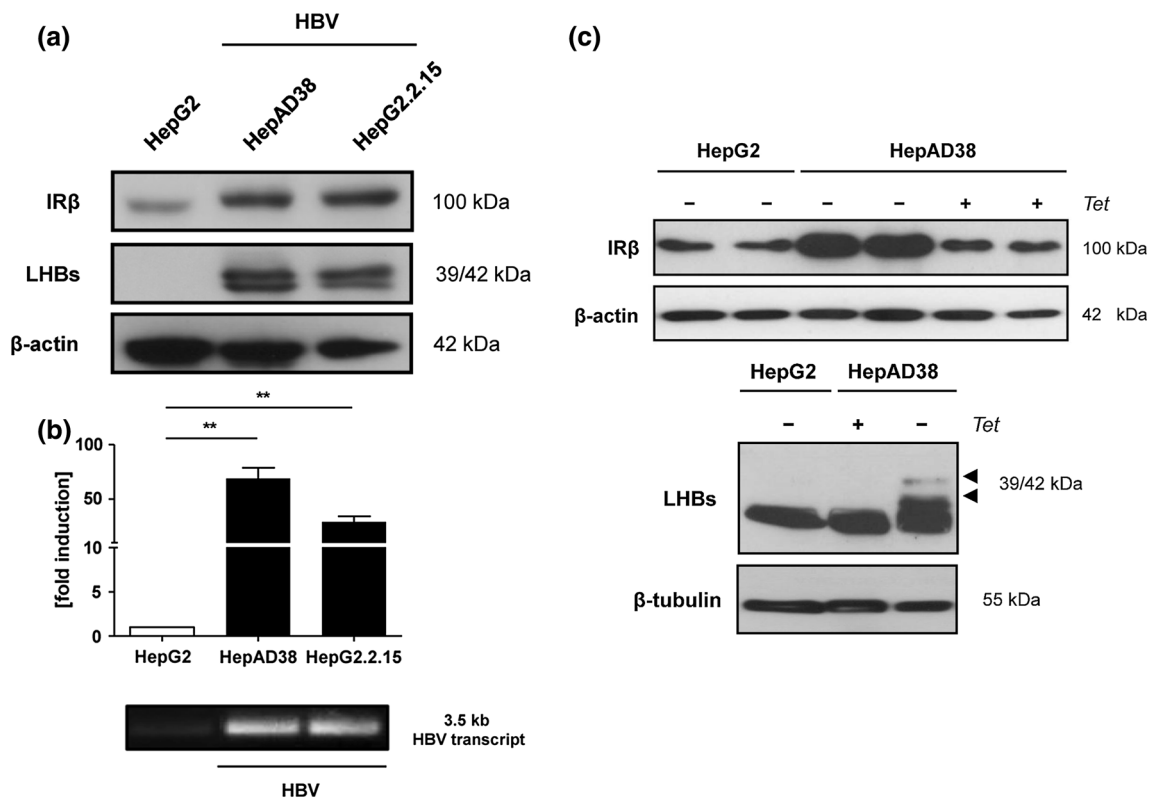 (a)
HBV
HepG2
HepAD38
HepG2.2.15
IRβ
100 kDa
LHBs
39/42 kDa
β-actin
42 kDa
(b)
**
**
[fold induction]
100
50
10
5
0
HepG2
HepAD38
HepG2.2.15
3.5 kb
HBV transcript
HBV
(c)
HepG2
HepAD38
– – – – + + Tet
IRβ
100 kDa
β-actin
42 kDa
HepG2
HepAD38
– + – Tet
LHBs
39/42 kDa
β-tubulin
55 kDa